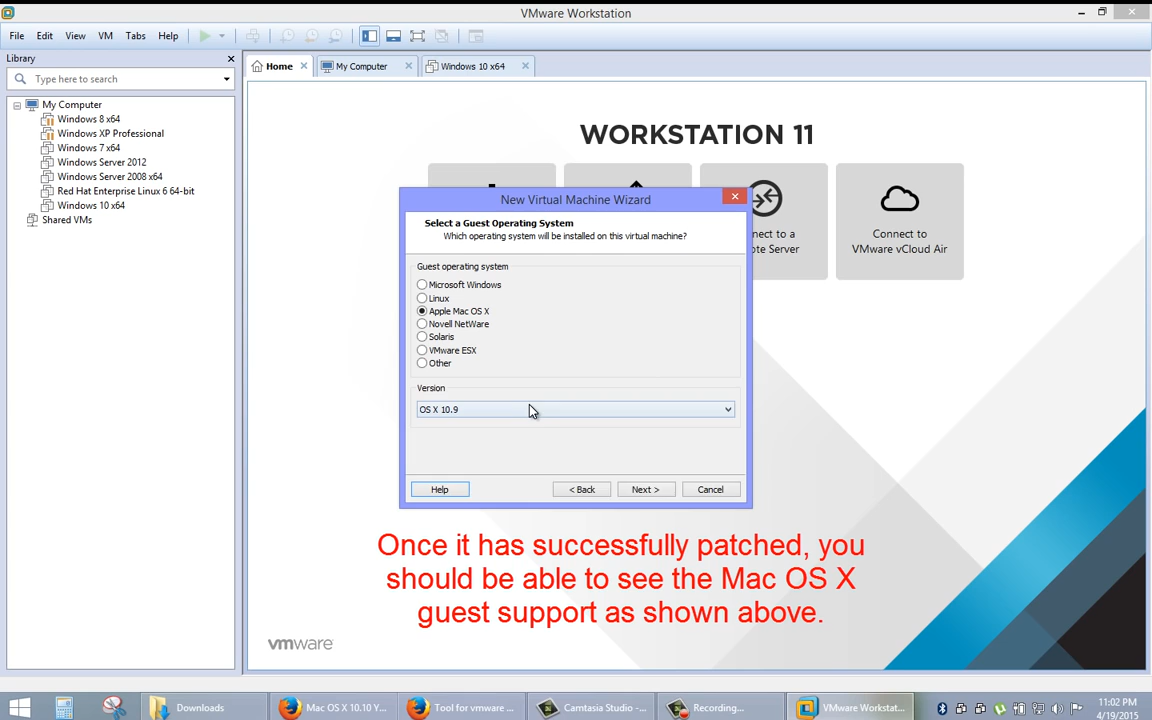 VMware Workstation
File Edit View VM Tabs Help
Library
Home My Computer Windows 10 x64
Type here to search
My Computer
Windows 8 x64
Windows XP Professional
Windows 7 x64
Windows Server 2012
Windows Server 2008 x64
Red Hat Enterprise Linux 6 64-bit
Windows 10 x64
Shared VMs
WORKSTATION 11
nect to a
te Server
Connect to
VMware vCloud Air
New Virtual Machine Wizard
Select a Guest Operating System
Which operating system will be installed on this virtual machine?
Guest operating system
Microsoft Windows
Linux
Apple Mac OS X
Novell NetWare
Solaris
VMware ESX
Other
Version
OS X 10.9
Help < Back Next > Cancel
Once it has successfully patched, you
should be able to see the Mac OS X
guest support as shown above.
vmware
Downloads Mac OS X 10.10 Y... Tool for vmware ... Camtasia Studio -... Recording... VMware Workstat...
11:02 PM
4/19/2015